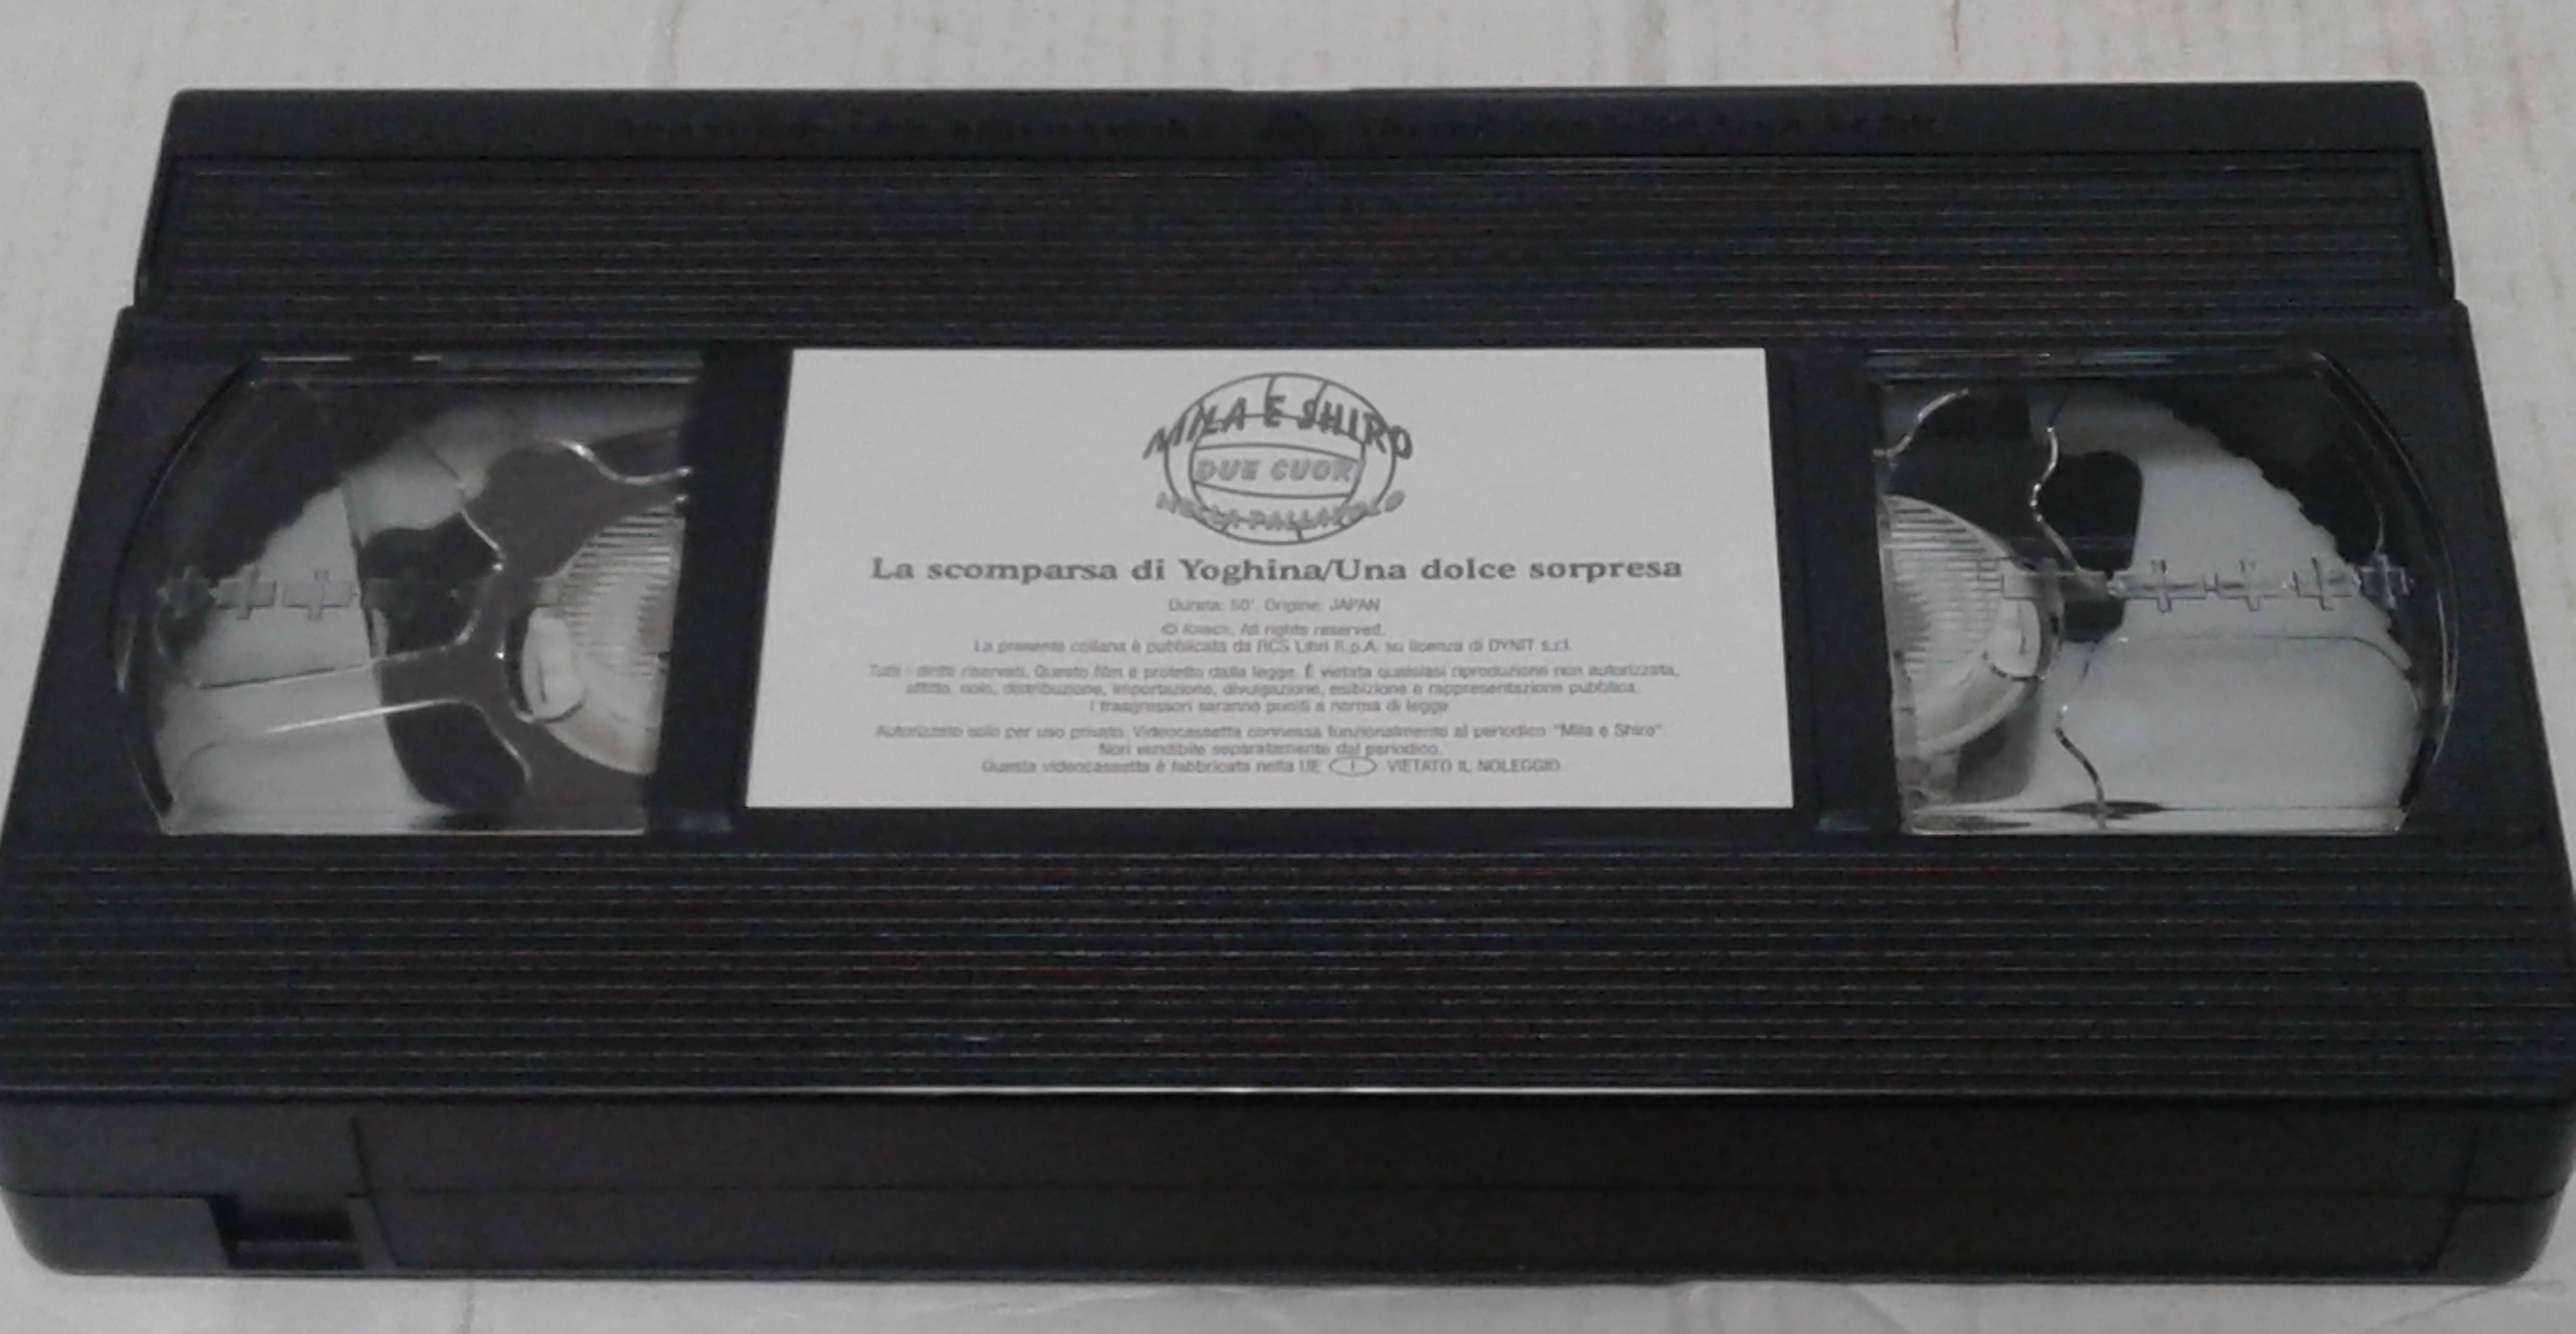 MILA E SHIRO
DUE CUORI
NELLA PALLAVOLO
La scomparsa di Yoghina/Una dolce sorpresa
Durata: 50'. Origine: JAPAN
All rights reserved.
La presente collana è pubblicata da RCS Libri S.p.A. su licenza di DYNIT s.r.l.
Tutti i diritti riservati. Questo film è protetto dalla legge. È vietata qualsiasi riproduzione non autorizzata,
affitto, nolo, distribuzione, importazione, divulgazione, esibizione e rappresentazione pubblica.
I trasgressori saranno puniti a norma di legge
Autorizzato solo per uso privato. Videocassetta connessa funzionalmente al periodico "Mila e Shiro".
Non vendibile separatamente dal periodico.
Questa videocassetta è fabbricata nella UE I VIETATO IL NOLEGGIO